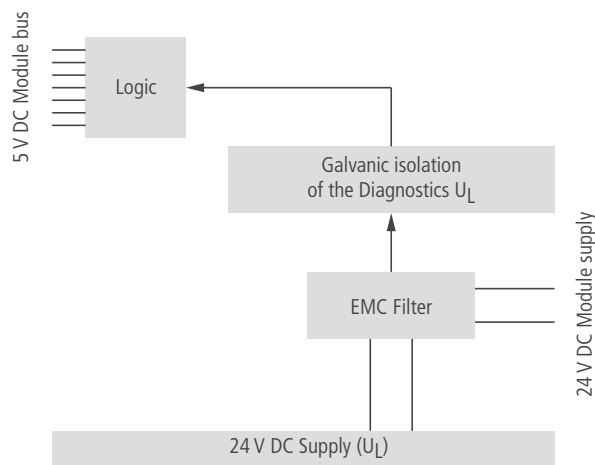 5 V DC Module bus
Logic
Galvanic isolation
of the Diagnostics UL
EMC Filter
24 V DC Module supply
24 V DC Supply (UL)